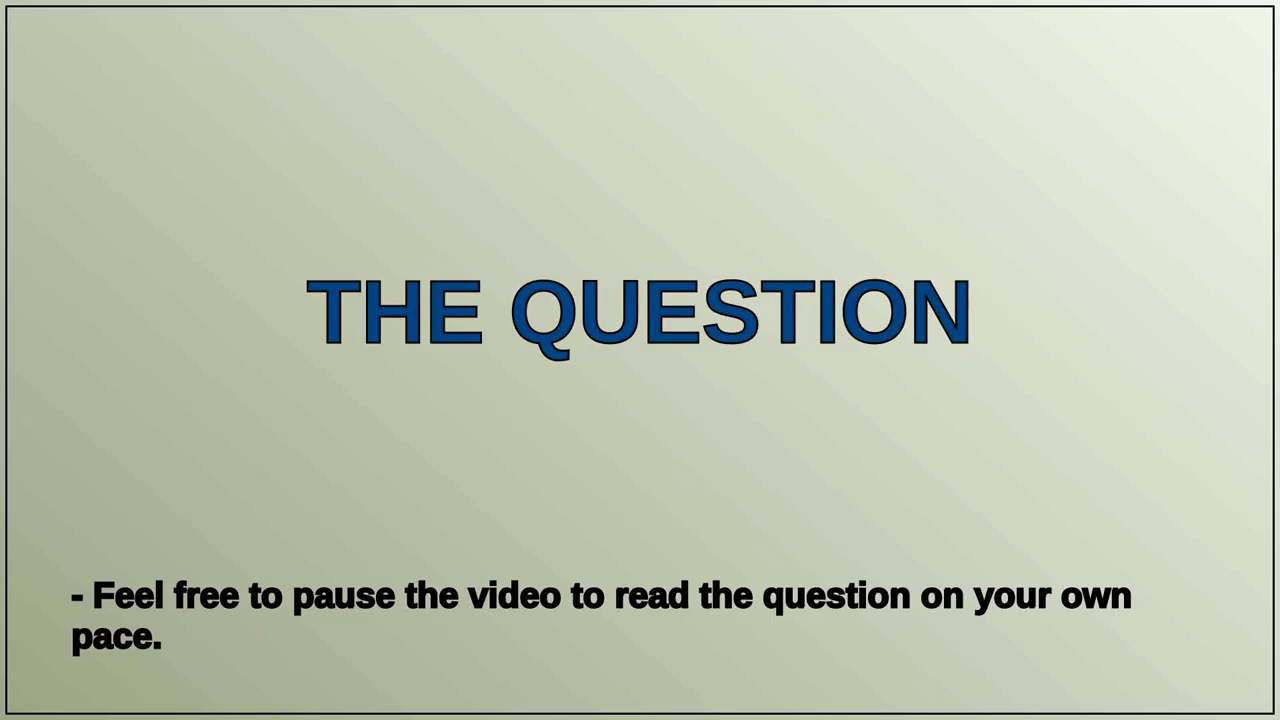 THE QUESTION
- Feel free to pause the video to read the question on your own
pace.